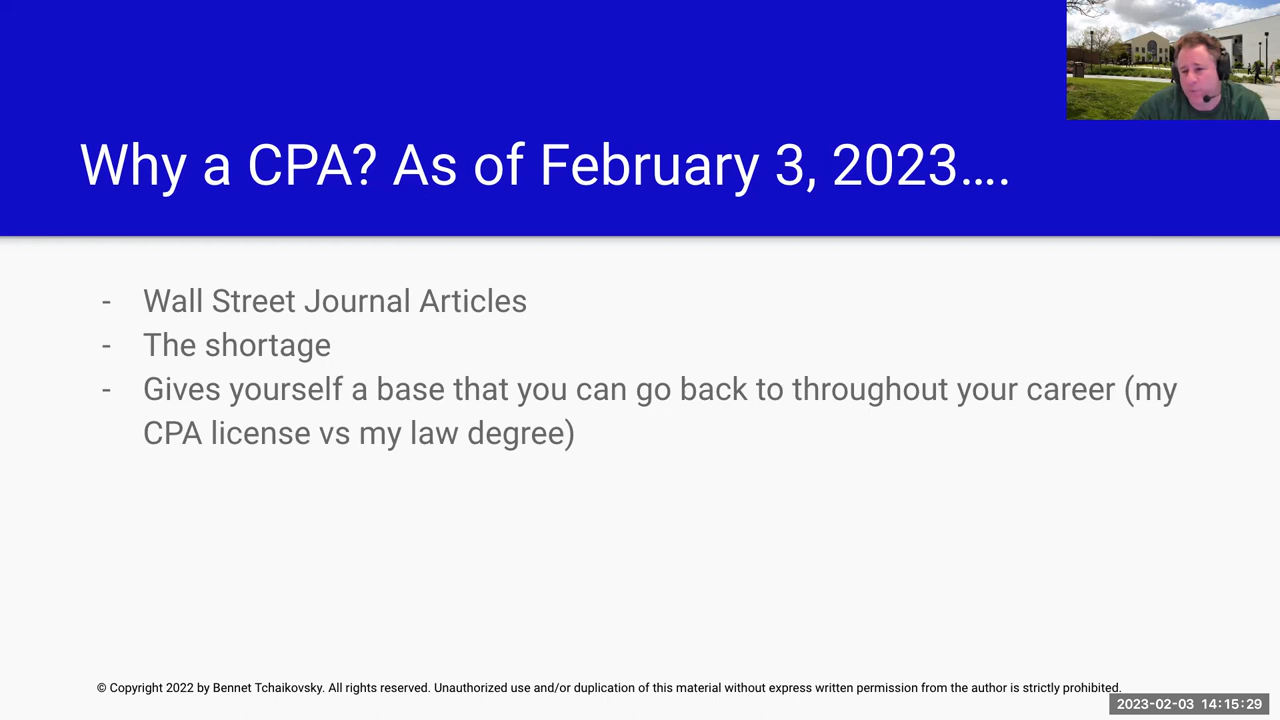 Why a CPA? As of February 3, 2023....
- Wall Street Journal Articles
- The shortage
- Gives yourself a base that you can go back to throughout your career (my
CPA license vs my law degree)
© Copyright 2022 by Bennet Tchaikovsky. All rights reserved. Unauthorized use and/or duplication of this material without express written permission from the author is strictly prohibited.
2023-02-03 14:15:29